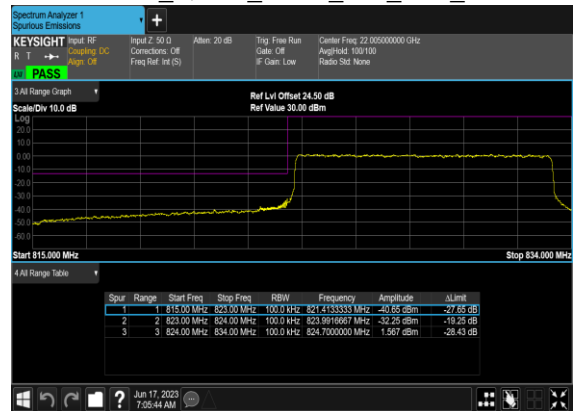 Spectrum Analyzer 1
Spurious Emissions
+
KEYSIGHT Input: RF Input Z: 50 Ω Atten: 20 dB Trig: Free Run Center Freq: 22.005000000 GHz
R T Coupling: DC Corrections: Off Gate: Off Avg|Hold: 100/100
Align: Off Freq Ref: Int (S) IF Gain: Low Radio Std: None
PASS
3 All Range Graph
Ref Lvl Offset 24.50 dB
Scale/Div 10.0 dB Ref Value 30.00 dBm
Log
20.0
10.0
0.00
-10.0
-20.0
-30.0
-40.0
-50.0
-60.0
Start 815.000 MHz Stop 834.000 MHz
4 All Range Table
Spur Range Start Freq Stop Freq RBW Frequency Amplitude ΔLimit
1 1 815.00 MHz 823.00 MHz 100.0 kHz 821.4133333 MHz -40.65 dBm -27.65 dB
2 2 823.00 MHz 824.00 MHz 100.0 kHz 823.9916667 MHz -32.25 dBm -19.25 dB
3 3 824.00 MHz 834.00 MHz 100.0 kHz 824.7000000 MHz 1.567 dBm -28.43 dB
? Jun 17, 2023
7:05:44 AM